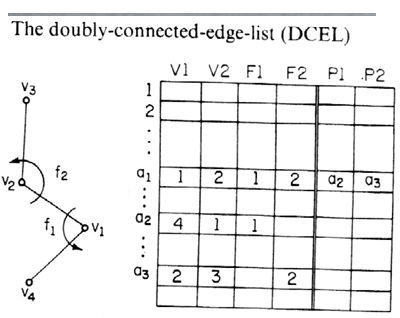 The doubly-connected-edge-list (DCEL)
V1 V2 F1 F2 P1 P2
1
2
a1 1 2 1 2 a2 a3
a2 4 1 1
a3 2 3 2
v3
f2
v2
f1
v1
v4